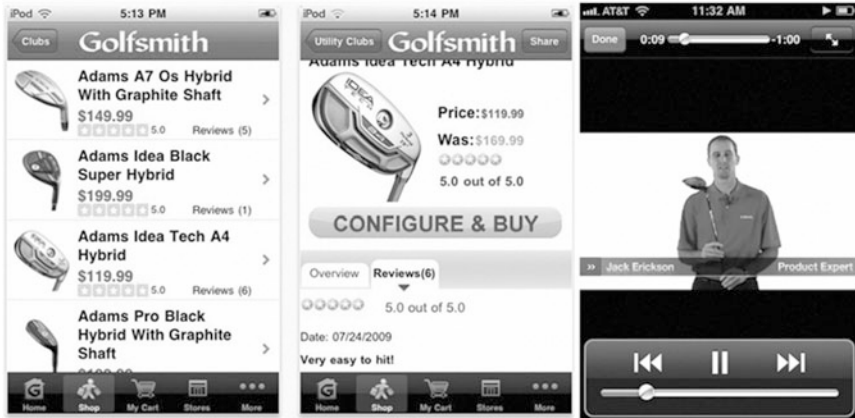 iPod
5:13 PM
Clubs
Golfsmith
Adams A7 Os Hybrid
With Graphite Shaft
$149.99
5.0 Reviews (5)
Adams Idea Black
Super Hybrid
$199.99
5.0 Reviews (1)
Adams Idea Tech A4
Hybrid
$119.99
5.0 Reviews (6)
Adams Pro Black
Hybrid With Graphite
Shaft
Home Shop My Cart Stores More
iPod
5:14 PM
Utility Clubs
Golfsmith
Share
Adams Idea Tech A4 Hybrid
IDEA
Price:$119.99
Was:$169.99
5.0 out of 5.0
CONFIGURE & BUY
Overview Reviews(6)
5.0 out of 5.0
Date: 07/24/2009
Very easy to hit!
Home Shop My Cart Stores More
AT&T
11:32 AM
Done
0:09
-1:00
Jack Erickson
Product Expert